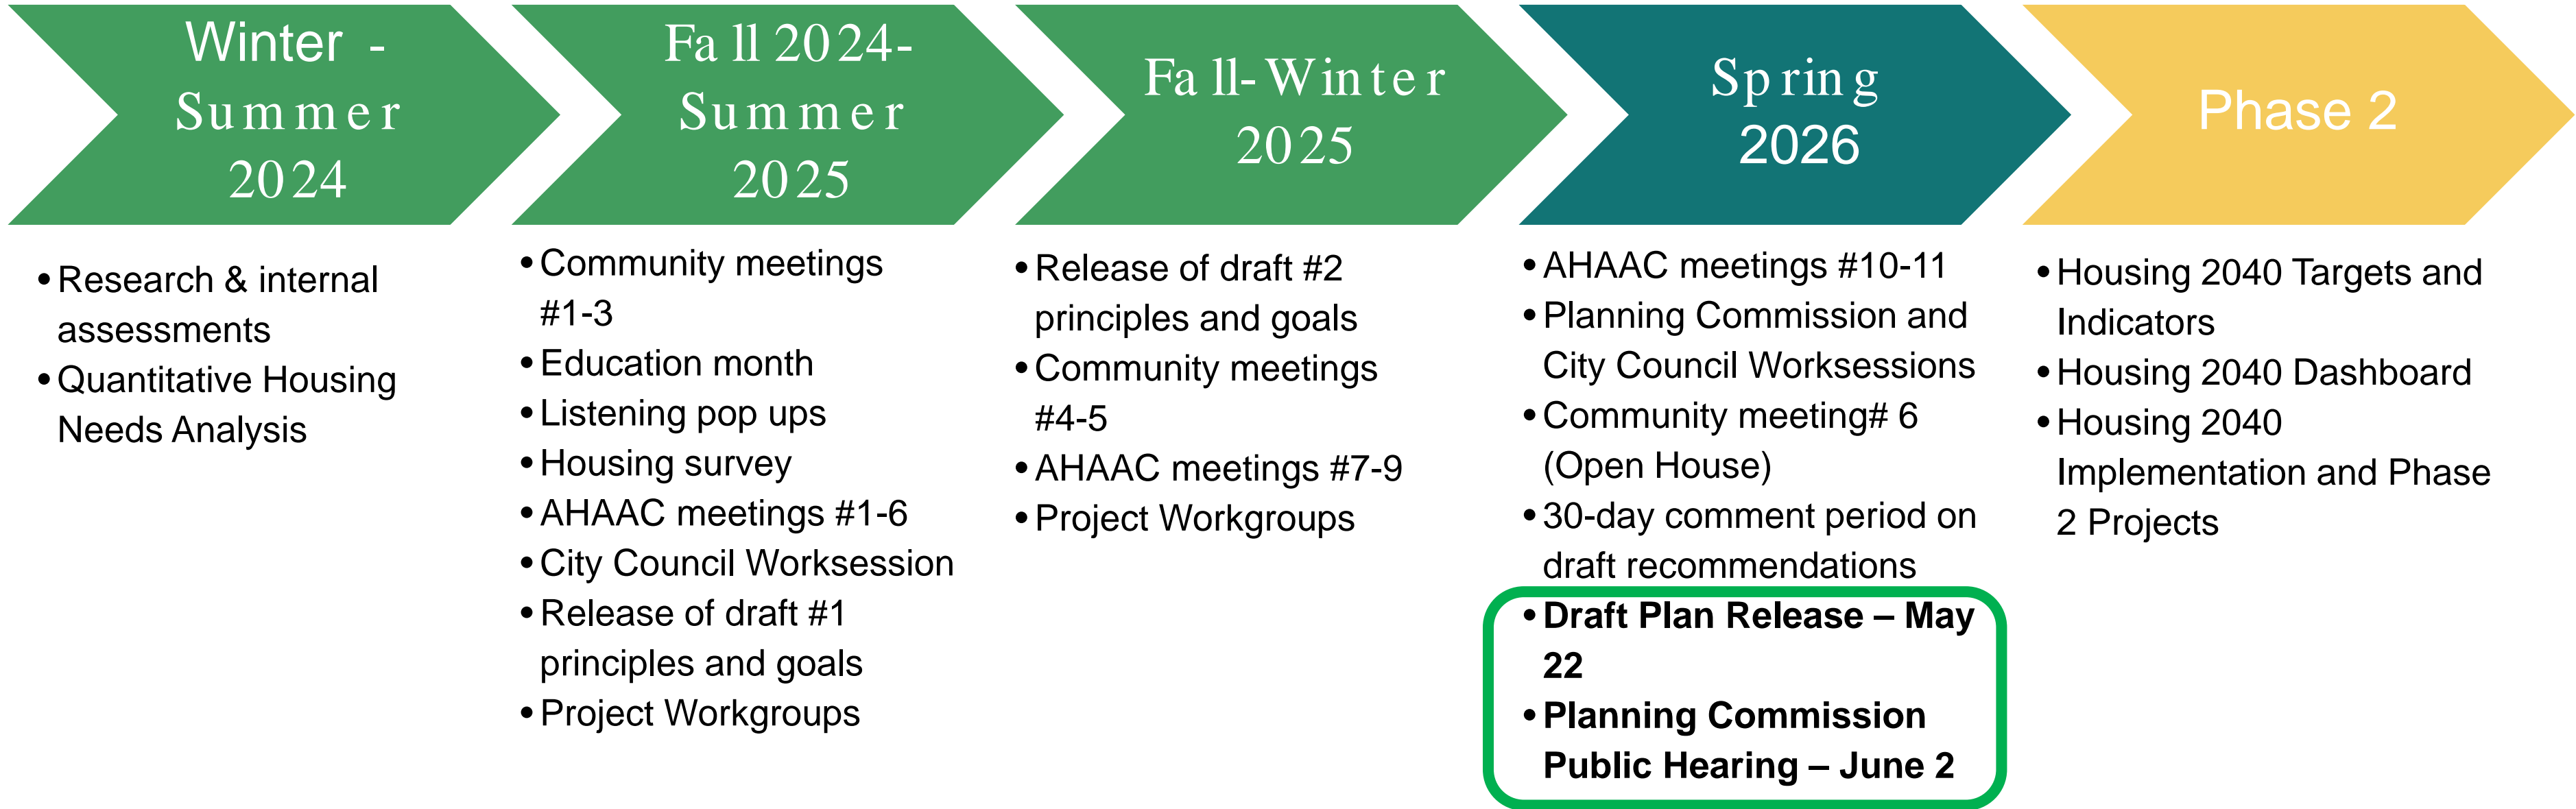 Winter -
Summer
2024
• Research & internal
assessments
• Quantitative Housing
Needs Analysis
Fall 2024-
Summer
2025
• Community meetings
#1-3
• Education month
• Listening pop ups
• Housing survey
• AHAAC meetings #1-6
• City Council Worksession
• Release of draft #1
principles and goals
• Project Workgroups
Fall-Winter
2025
• Release of draft #2
principles and goals
• Community meetings
#4-5
• AHAAC meetings #7-9
• Project Workgroups
Spring
2026
• AHAAC meetings #10-11
• Planning Commission and
City Council Worksessions
• Community meeting# 6
(Open House)
• 30-day comment period on
draft recommendations
• Draft Plan Release – May
22
• Planning Commission
Public Hearing – June 2
Phase 2
• Housing 2040 Targets and
Indicators
• Housing 2040 Dashboard
• Housing 2040
Implementation and Phase
2 Projects